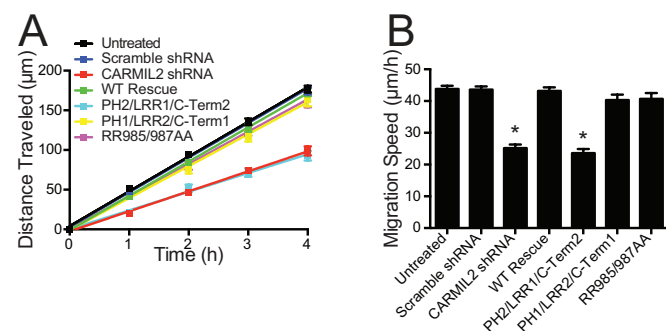 A
Untreated
Scramble shRNA
CARMIL2 shRNA
WT Rescue
PH2/LRR1/C-Term2
PH1/LRR2/C-Term1
RR985/987AA
Distance Traveled (μm)
200
150
100
50
0
0 1 2 3 4
Time (h)
B
Migration Speed (μm/h)
60
50
40
30
20
10
0
* *
Untreated
Scramble shRNA
CARMIL2 shRNA
WT Rescue
PH2/LRR1/C-Term2
PH1/LRR2/C-Term1
RR985/987AA